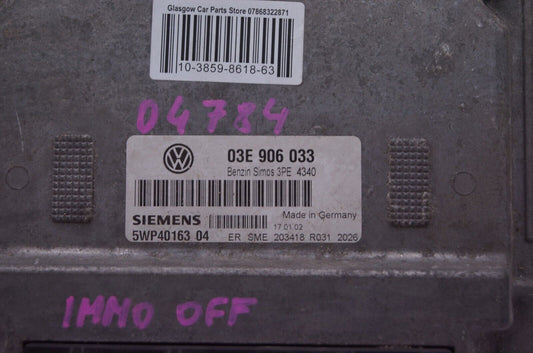 Glasgow Car Parts Store 07868322871
10-3859-8618-63
04784
03E 906 033
Benzin Simos 3PE 4340
SIEMENS
Made in Germany
17.01.02
5WP40163 04
ER SME 203418 R031 2026
IMNO OFF